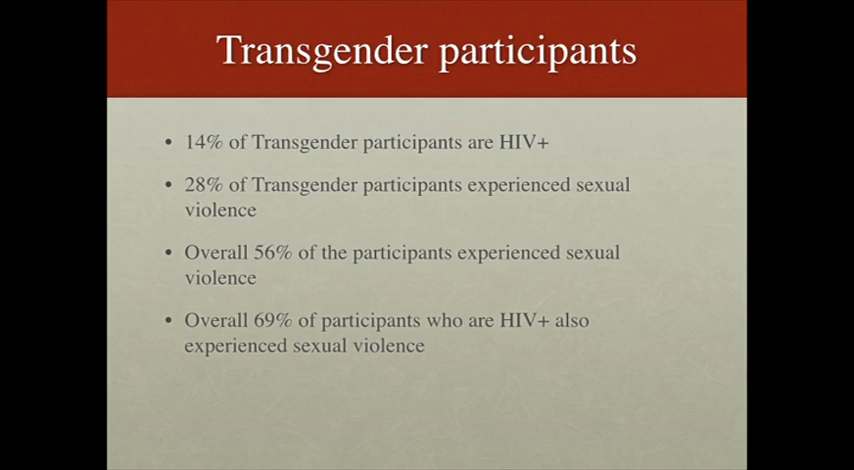 Transgender participants
• 14% of Transgender participants are HIV+
• 28% of Transgender participants experienced sexual
violence
• Overall 56% of the participants experienced sexual
violence
• Overall 69% of participants who are HIV+ also
experienced sexual violence